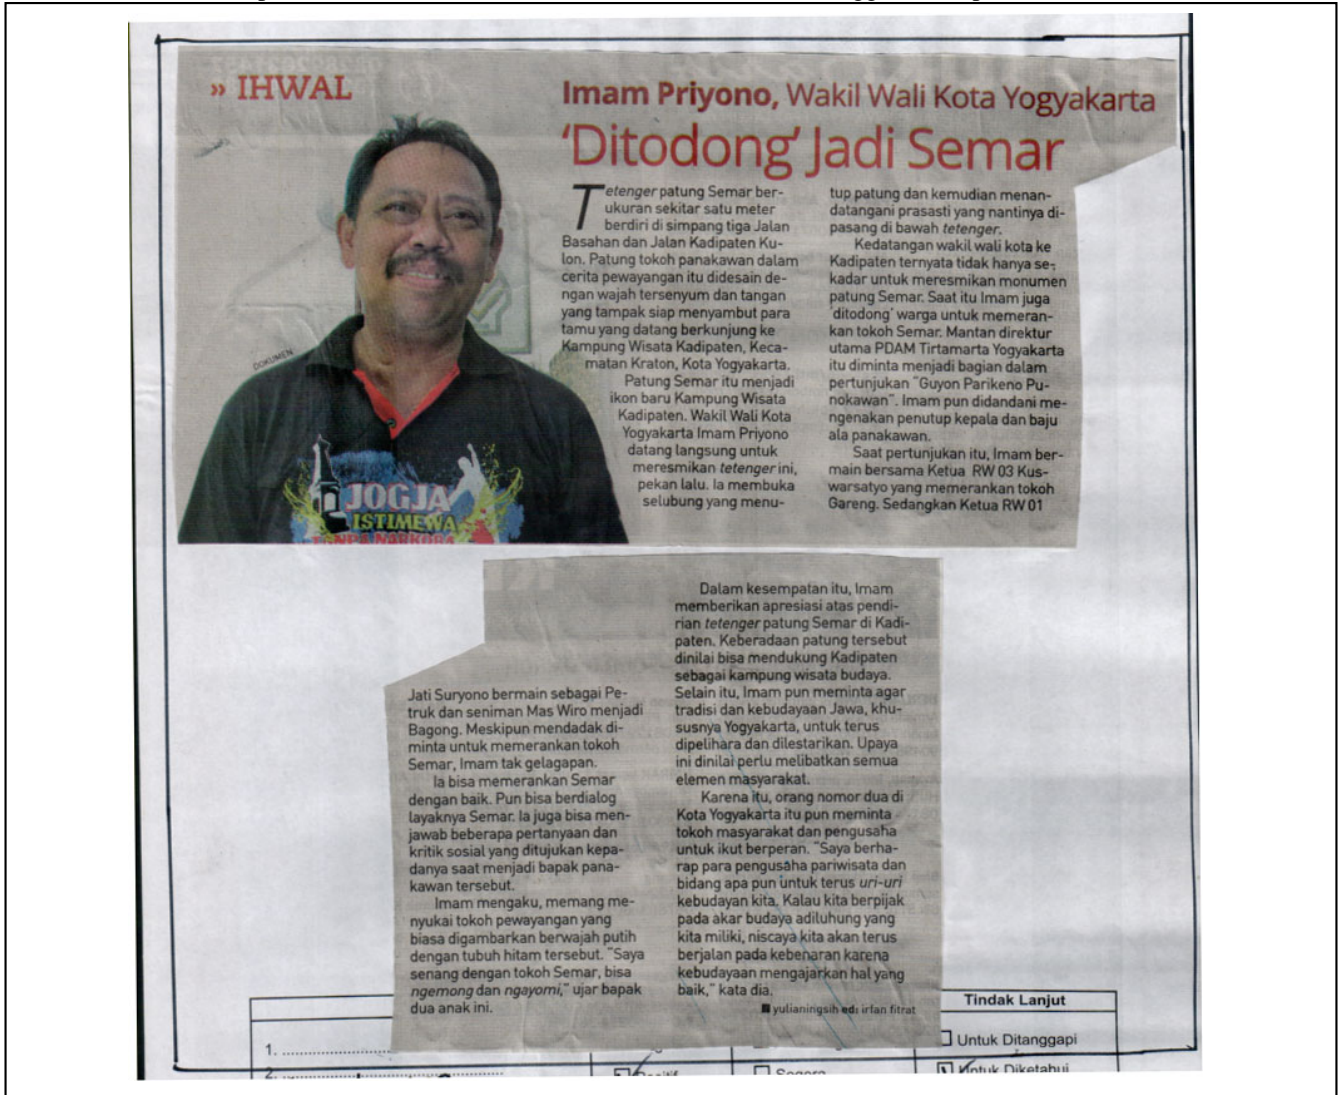 » IHWAL
Imam Priyono, Wakil Wali Kota Yogyakarta
'Ditodong' Jadi Semar
Tetenger patung Semar ber-
ukuran sekitar satu meter
berdiri di simpang tiga Jalan
Basahan dan Jalan Kadipaten Ku-
lon. Patung tokoh panakawan dalam
cerita pewayangan itu didesain de-
ngan wajah tersenyum dan tangan
yang tampak siap menyambut para
tamu yang datang berkunjung ke
Kampung Wisata Kadipaten, Keca-
matan Kraton, Kota Yogyakarta.
Patung Semar itu menjadi
ikon baru Kampung Wisata
Kadipaten. Wakil Wali Kota
Yogyakarta Imam Priyono
datang langsung untuk
meresmikan tetenger ini,
pekan lalu. Ia membuka
selubung yang menu-
tup patung dan kemudian menan-
datangani prasasti yang nantinya di-
pasang di bawah tetenger.
Kedatangan wakil wali kota ke
Kadipaten ternyata tidak hanya se-
kadar untuk meresmikan monumen
patung Semar. Saat itu Imam juga
'ditodong' warga untuk memeran-
kan tokoh Semar. Mantan direktur
utama PDAM Tirtamarta Yogyakarta
itu diminta menjadi bagian dalam
pertunjukan "Guyon Parikeno Pu-
nokawan". Imam pun didandani me-
ngenakan penutup kepala dan baju
ala panakawan.
Saat pertunjukan itu, Imam ber-
main bersama Ketua RW 03 Kus-
warsatyo yang memerankan tokoh
Gareng. Sedangkan Ketua RW 01
DOKUMEN
JOGJA
ISTIMEWA
TANPA NARKOBA
Jati Suryono bermain sebagai Pe-
truk dan seniman Mas Wiro menjadi
Bagong. Meskipun mendadak di-
minta untuk memerankan tokoh
Semar, Imam tak gelagapan.
Ia bisa memerankan Semar
dengan baik. Pun bisa berdialog
layaknya Semar. Ia juga bisa men-
jawab beberapa pertanyaan dan
kritik sosial yang ditujukan kepa-
danya saat menjadi bapak pana-
kawan tersebut.
Imam mengaku, memang me-
nyukai tokoh pewayangan yang
biasa digambarkan berwajah putih
dengan tubuh hitam tersebut. "Saya
senang dengan tokoh Semar, bisa
ngemong dan ngayomi," ujar bapak
dua anak ini.
Dalam kesempatan itu, Imam
memberikan apresiasi atas pendi-
rian tetenger patung Semar di Kadi-
paten. Keberadaan patung tersebut
dinilai bisa mendukung Kadipaten
sebagai kampung wisata budaya.
Selain itu, Imam pun meminta agar
tradisi dan kebudayaan Jawa, khu-
susnya Yogyakarta, untuk terus
dipelihara dan dilestarikan. Upaya
ini dinilai perlu melibatkan semua
elemen masyarakat.
Karena itu, orang nomor dua di
Kota Yogyakarta itu pun meminta
tokoh masyarakat dan pengusaha
untuk ikut berperan. "Saya berha-
rap para pengusaha pariwisata dan
bidang apa pun untuk terus uri-uri
kebudayan kita. Kalau kita berpijak
pada akar budaya adiluhung yang
kita miliki, niscaya kita akan terus
berjalan pada kebenaran karena
kebudayaan mengajarkan hal yang
baik," kata dia.
■ yulianingsih ed: irfan fitrat
Tindak Lanjut
1. ........................
Untuk Ditanggapi
2. ........................
Positif
Segera
Untuk Diketahui